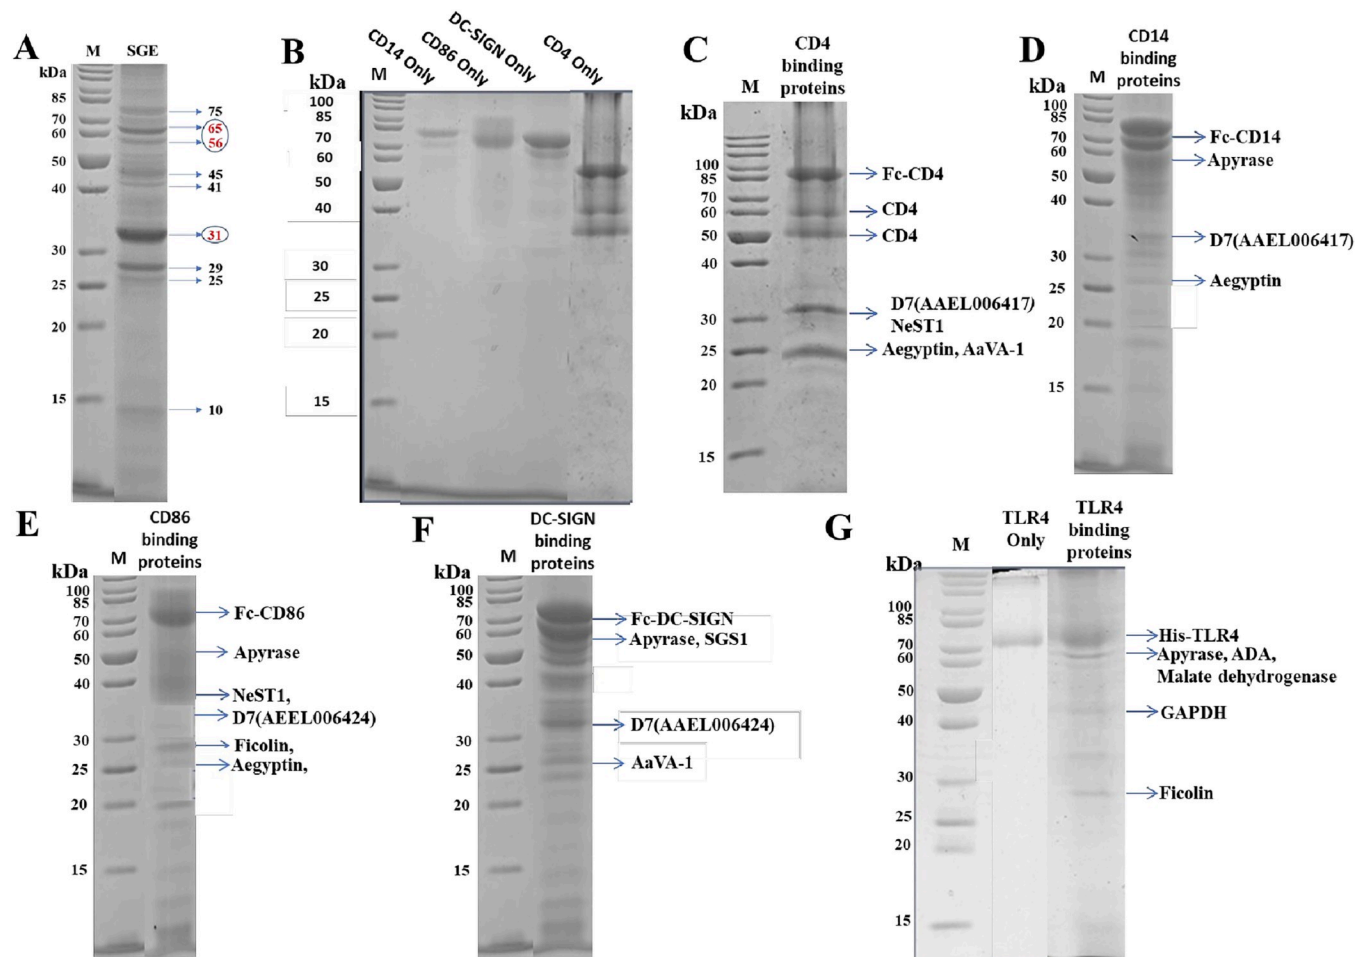 A
M SGE
kDa
85
70
60
50
40
30
25
20
15
75
65
56
45
41
31
29
25
10
B
CD14 Only
CD86 Only
DC-SIGN Only
CD4 Only
kDa M
100
85
70
60
50
40
30
25
20
15
C
CD4
binding
proteins
M
kDa
100
85
70
60
50
40
30
25
20
15
Fc-CD4
CD4
CD4
D7(AAEL006417)
NeST1
Aegyptin, AaVA-1
D
CD14
binding
proteins
M
kDa
100
85
70
60
50
40
30
25
20
15
Fc-CD14
Apyrase
D7(AAEL006417)
Aegyptin
E
CD86
binding
proteins
M
kDa
100
85
70
60
50
40
30
25
20
15
Fc-CD86
Apyrase
NeST1,
D7(AEEL006424)
Ficolin,
Aegyptin,
F
DC-SIGN
binding
proteins
M
kDa
100
85
70
60
50
40
30
25
20
15
Fc-DC-SIGN
Apyrase, SGS1
D7(AAEL006424)
AaVA-1
G
TLR4
Only
TLR4
binding
proteins
M
kDa
100
85
70
60
50
40
30
25
20
15
His-TLR4
Apyrase, ADA,
Malate dehydrogenase
GAPDH
Ficolin